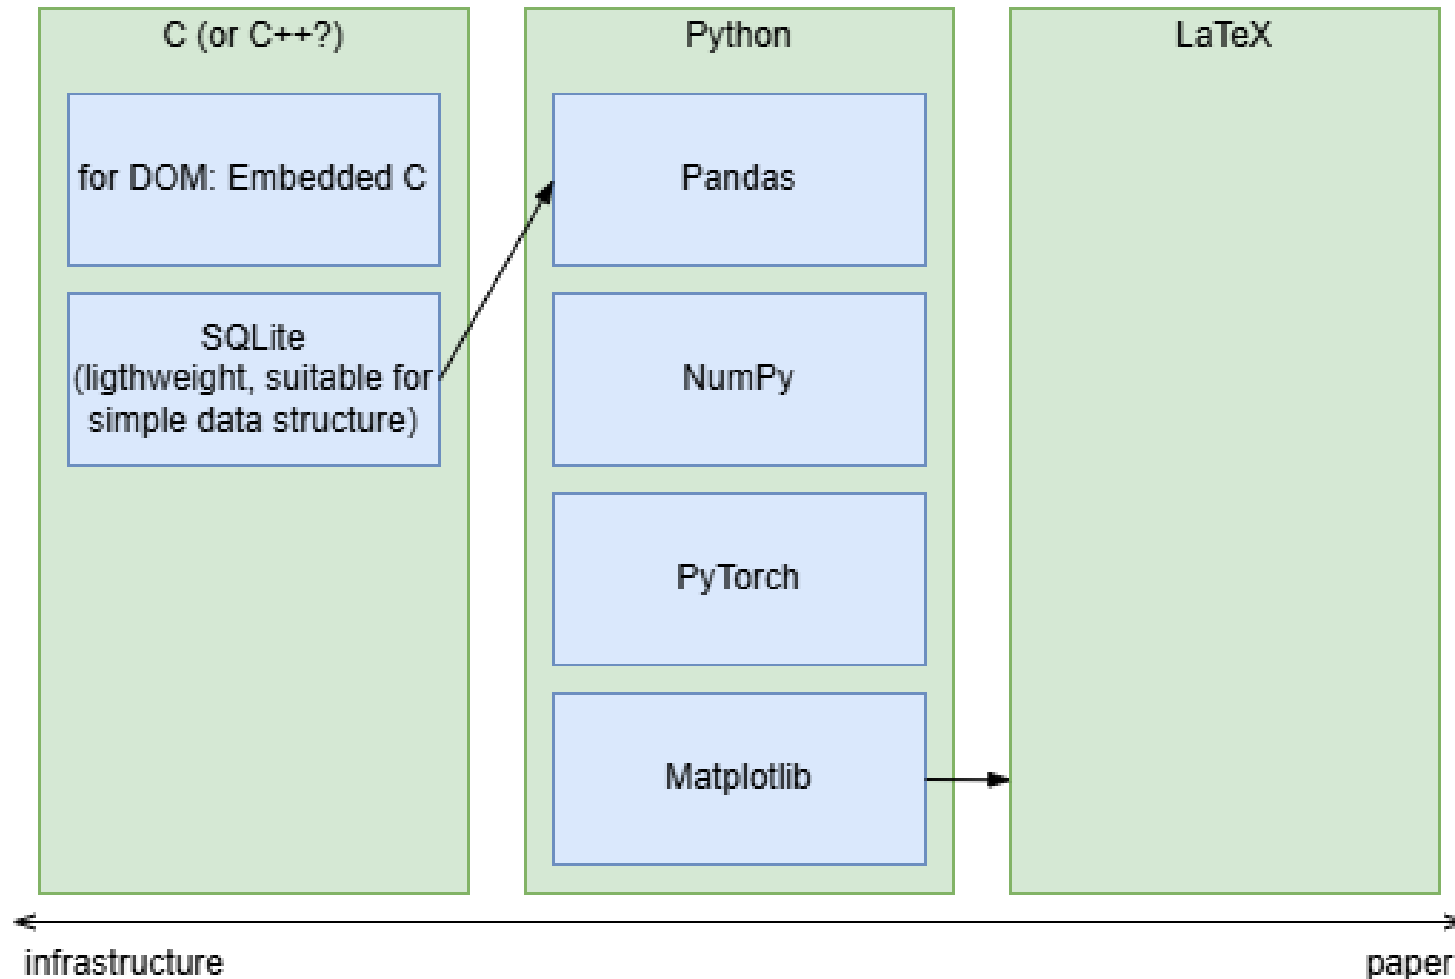 C (or C++?)
for DOM: Embedded C
SQLite
(ligthweight, suitable for
simple data structure)
Python
Pandas
NumPy
PyTorch
Matplotlib
LaTeX
infrastructure
paper